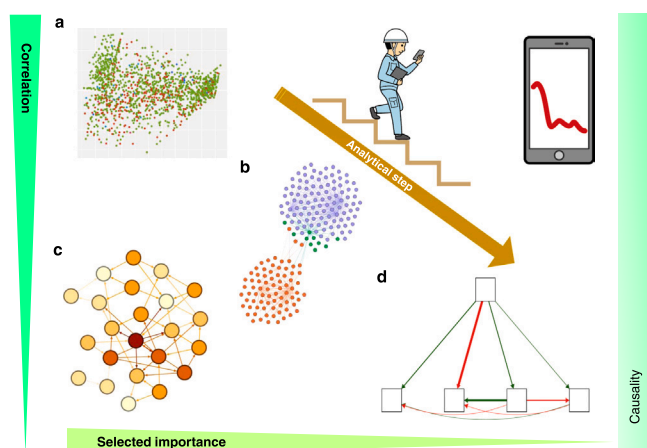 a
Correlation
Analytical step
b
c
d
Causality
Selected importance